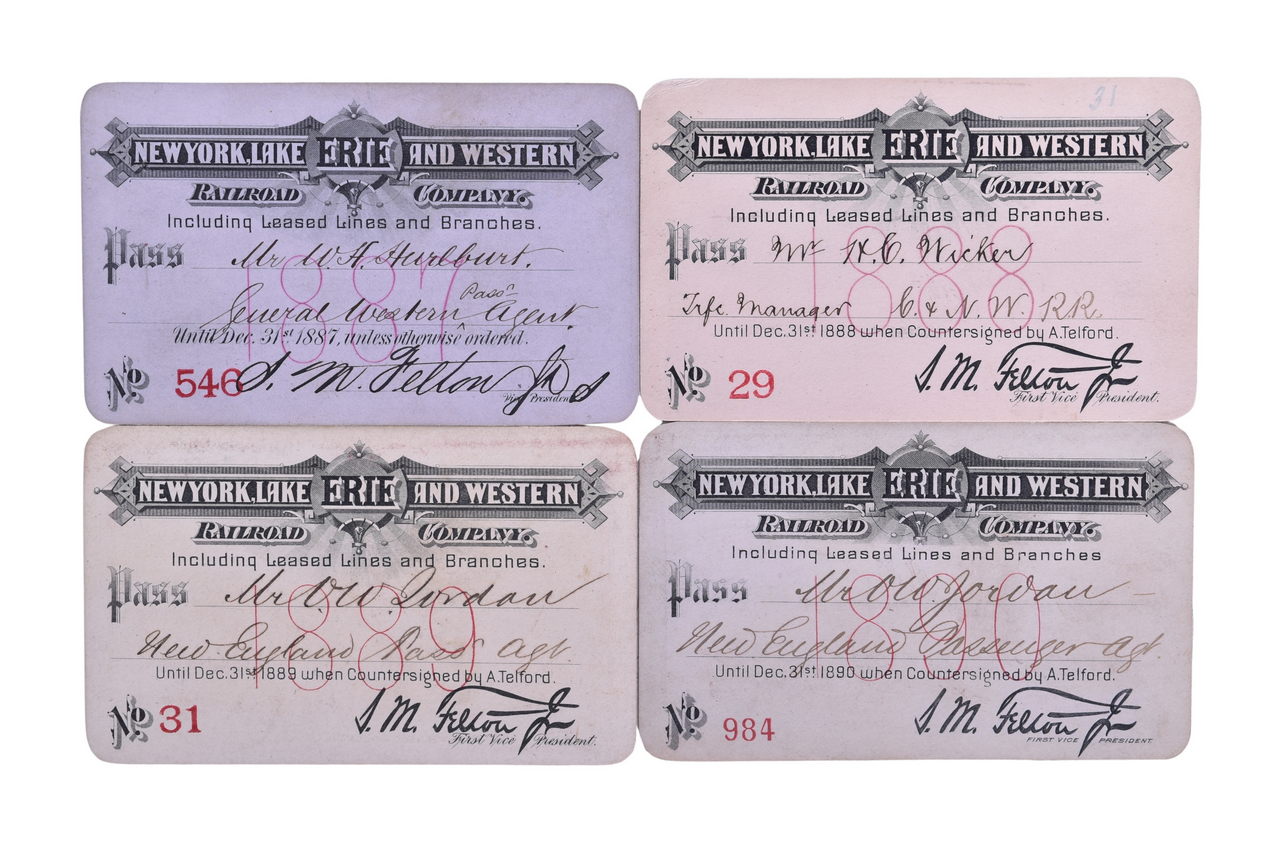 NEW YORK, LAKE ERIE AND WESTERN
RAILROAD COMPANY.
Including Leased Lines and Branches.
Pass Mr W. H. Hurlburt.
1887
Pass'
General Western Agent.
Until Dec. 31st 1887, unless otherwise ordered.
No 546 S. M. Felton Jr
Vice President
31
NEW YORK, LAKE ERIE AND WESTERN
RAILROAD COMPANY.
Including Leased Lines and Branches.
Pass Mr H. C. Wicker
1888
Trfc. Manager C & N. W. RR.
Until Dec. 31st 1888 when Countersigned by A. Telford.
No 29 S. M. Felton Jr
First Vice President.
NEW YORK, LAKE ERIE AND WESTERN
RAILROAD COMPANY.
Including Leased Lines and Branches.
Pass Mr O. W. Jordan
1889
New England Pass' Agt.
Until Dec. 31st 1889 when Countersigned by A. Telford.
No 31 S. M. Felton Jr
First Vice President.
NEW YORK, LAKE ERIE AND WESTERN
RAILROAD COMPANY.
Including Leased Lines and Branches
Pass Mr O W Jordan
1890
New England Passenger Agt.
Until Dec. 31st 1890 when Countersigned by A. Telford.
No 984 S. M. Felton Jr
FIRST VICE PRESIDENT.